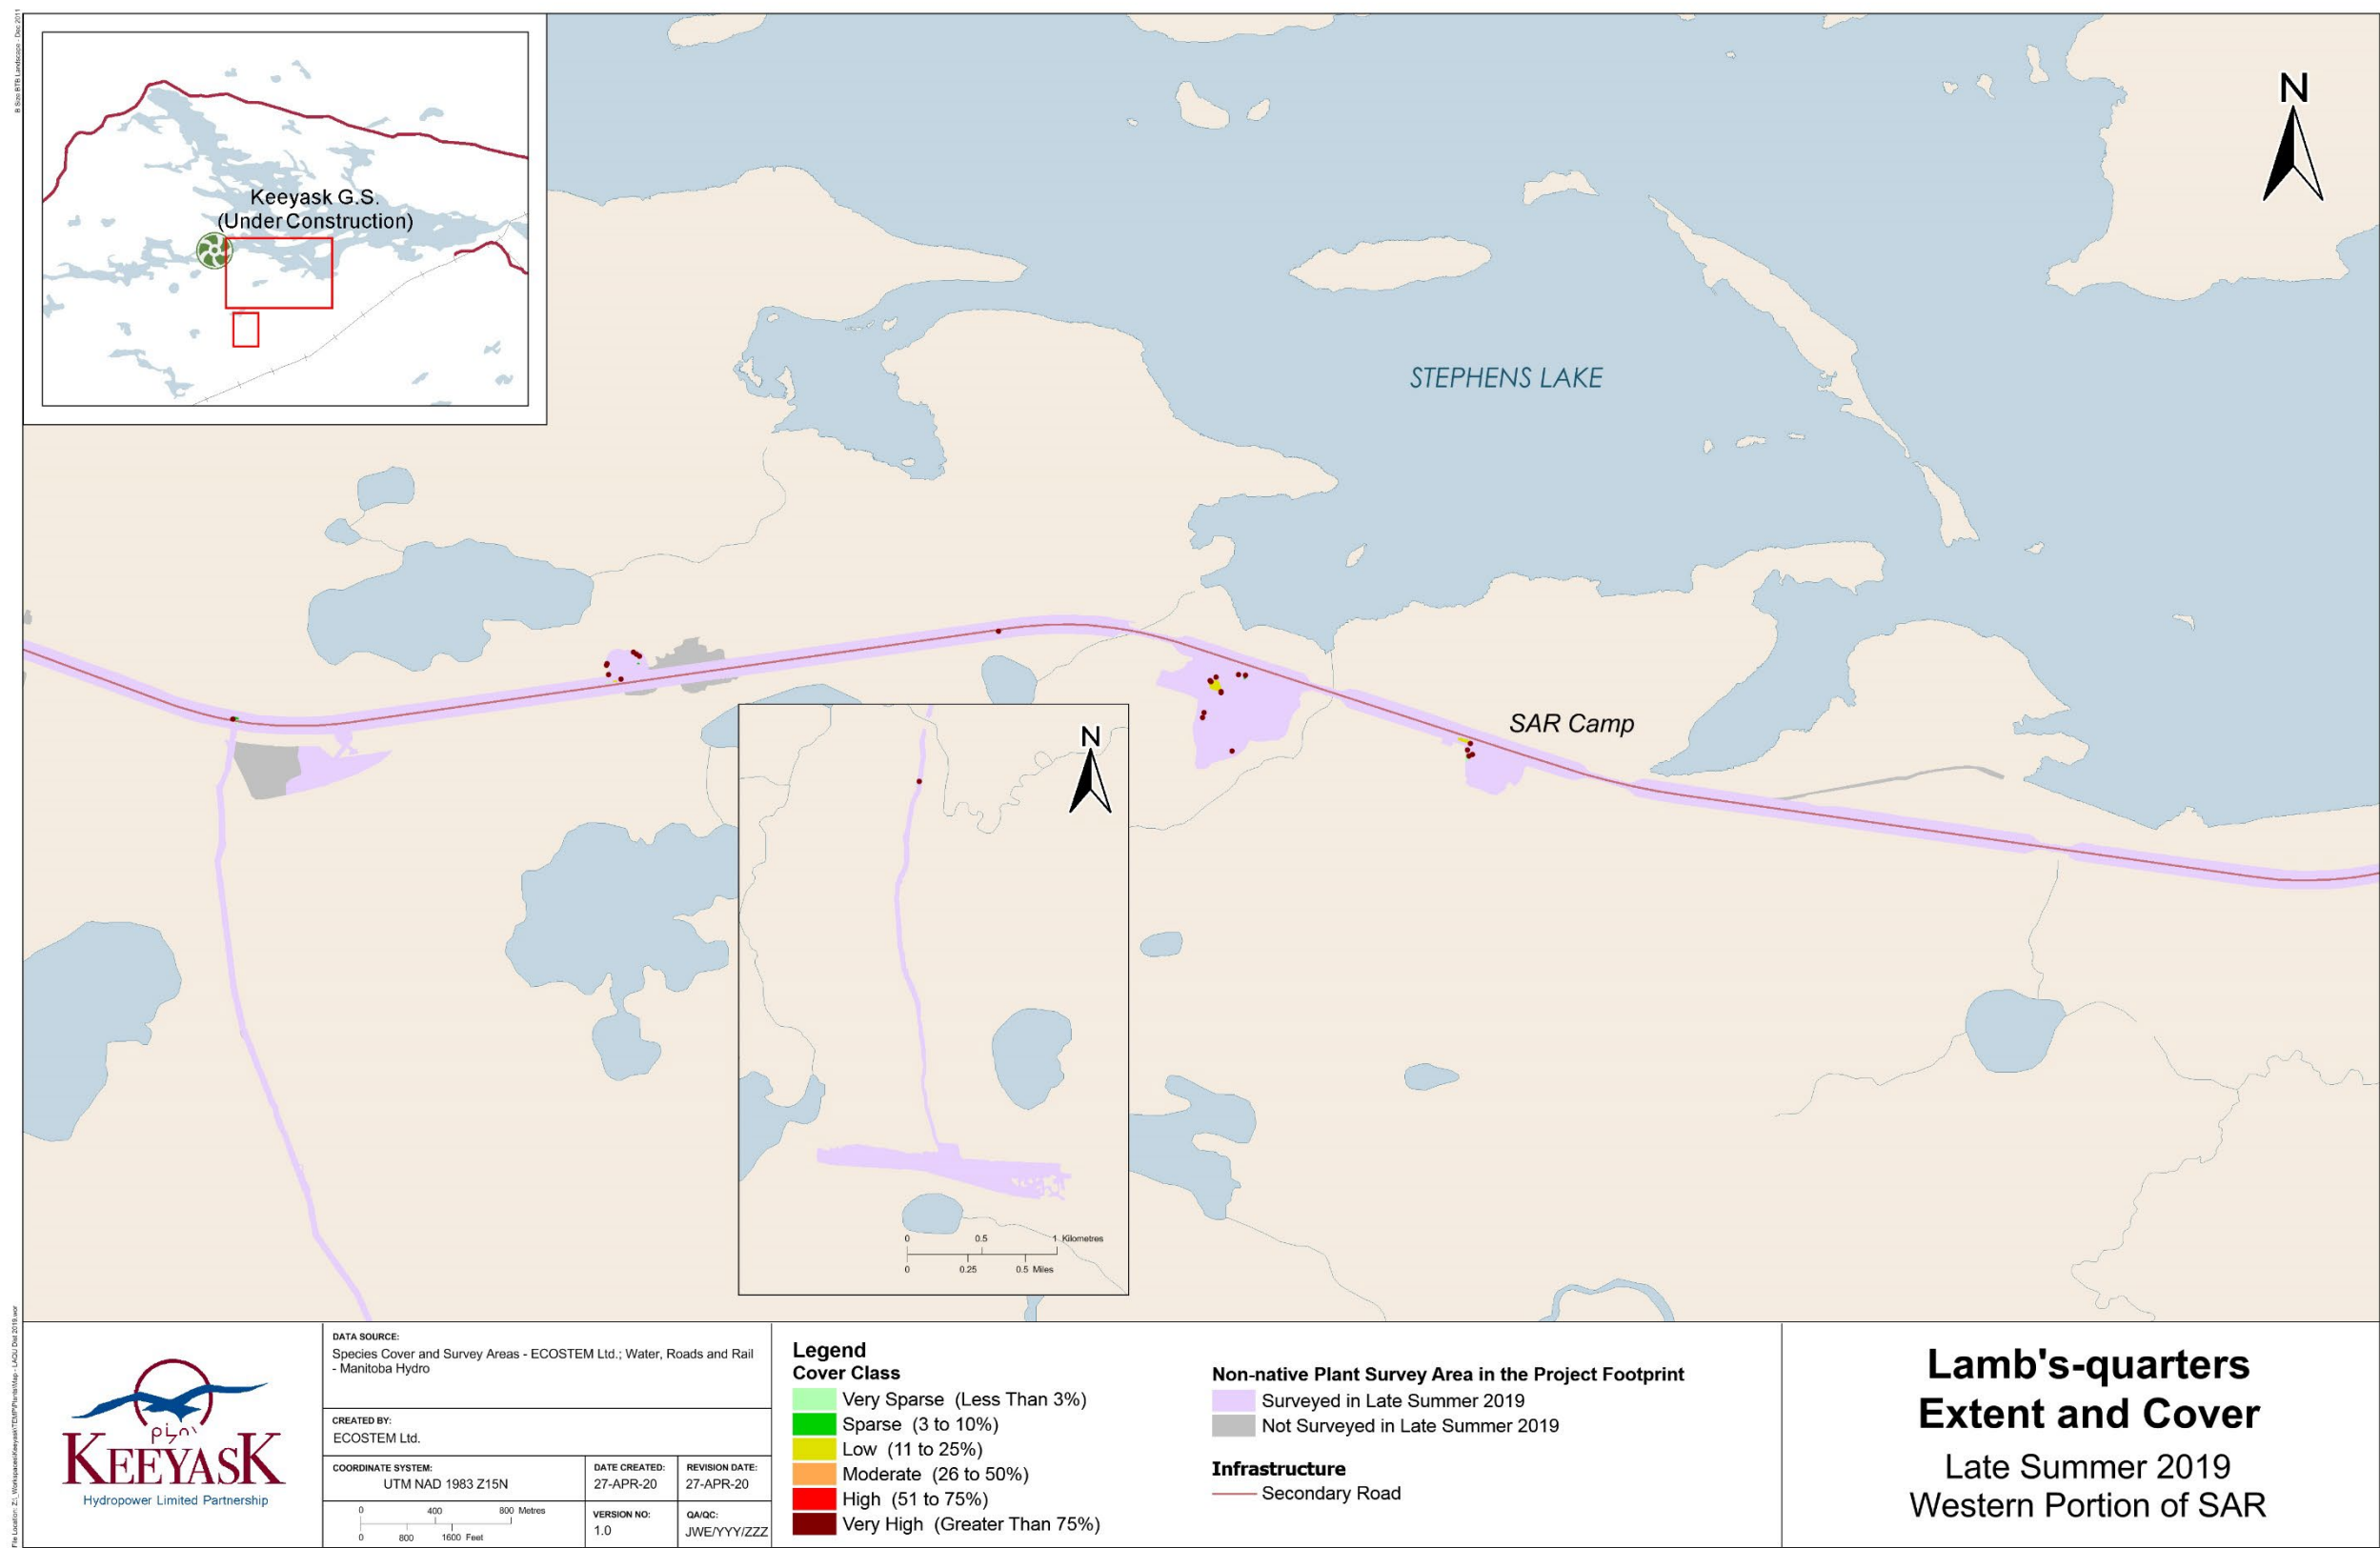 B Size BTB Landscape - Dec 2011
Keeyask G.S.
(Under Construction)
N
STEPHENS LAKE
SAR Camp
N
0 0.5 1 Kilometres
0 0.25 0.5 Miles
ᑭᔭᐢᐠ
KEEYASK
Hydropower Limited Partnership
DATA SOURCE:
Species Cover and Survey Areas - ECOSTEM Ltd.; Water, Roads and Rail
- Manitoba Hydro
CREATED BY:
ECOSTEM Ltd.
COORDINATE SYSTEM:
UTM NAD 1983 Z15N
DATE CREATED:
27-APR-20
REVISION DATE:
27-APR-20
0 400 800 Metres
0 800 1600 Feet
VERSION NO:
1.0
QA/QC:
JWE/YYY/ZZZ
Legend
Cover Class
Very Sparse (Less Than 3%)
Sparse (3 to 10%)
Low (11 to 25%)
Moderate (26 to 50%)
High (51 to 75%)
Very High (Greater Than 75%)
Non-native Plant Survey Area in the Project Footprint
Surveyed in Late Summer 2019
Not Surveyed in Late Summer 2019
Infrastructure
Secondary Road
Lamb's-quarters
Extent and Cover
Late Summer 2019
Western Portion of SAR